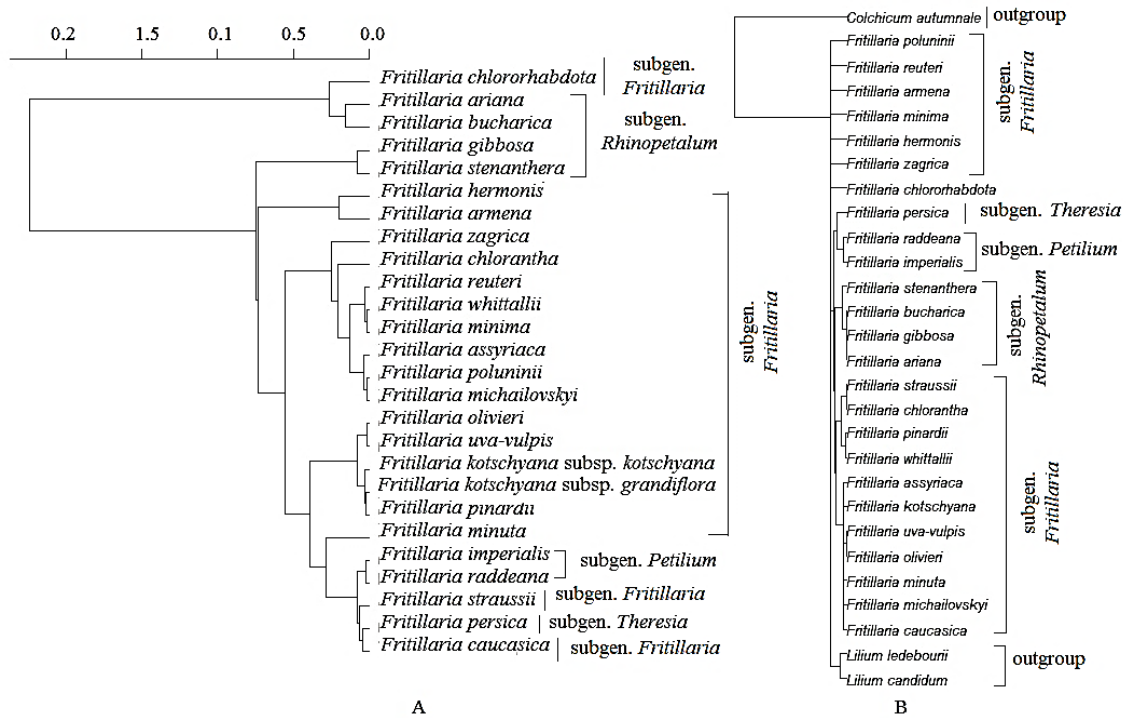 0.2 1.5 0.1 0.5 0.0
Fritillaria chlororhabdota
subgen.
Fritillaria
Fritillaria ariana
Fritillaria bucharica
Fritillaria gibbosa
Fritillaria stenanthera
subgen.
Rhinopetalum
Fritillaria hermonis
Fritillaria armena
Fritillaria zagrica
Fritillaria chlorantha
Fritillaria reuteri
Fritillaria whittallii
Fritillaria minima
Fritillaria assyriaca
Fritillaria poluninii
Fritillaria michailovskyi
Fritillaria olivieri
Fritillaria uva-vulpis
Fritillaria kotschyana subsp. kotschyana
Fritillaria kotschyana subsp. grandiflora
Fritillaria pinardii
Fritillaria minuta
subgen.
Fritillaria
Fritillaria imperialis
Fritillaria raddeana
subgen. Petilium
Fritillaria straussii subgen. Fritillaria
Fritillaria persica subgen. Theresia
Fritillaria caucasica subgen. Fritillaria
A
Colchicum autumnale outgroup
Fritillaria poluninii
Fritillaria reuteri
Fritillaria armena
Fritillaria minima
Fritillaria hermonis
Fritillaria zagrica
subgen.
Fritillaria
Fritillaria chlororhabdota
Fritillaria persica subgen. Theresia
Fritillaria raddeana
Fritillaria imperialis
subgen. Petilium
Fritillaria stenanthera
Fritillaria bucharica
Fritillaria gibbosa
Fritillaria ariana
subgen.
Rhinopetalum
Fritillaria straussii
Fritillaria chlorantha
Fritillaria pinardii
Fritillaria whittallii
Fritillaria assyriaca
Fritillaria kotschyana
Fritillaria uva-vulpis
Fritillaria olivieri
Fritillaria minuta
Fritillaria michailovskyi
Fritillaria caucasica
subgen.
Fritillaria
Lilium ledebourii
Lilium candidum
outgroup
B